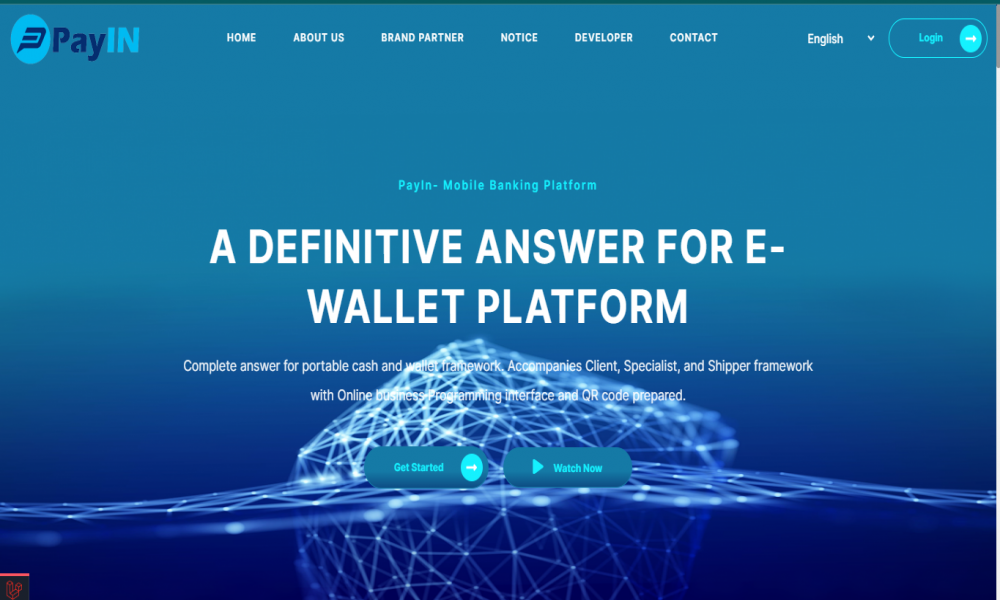 PayIN
HOME ABOUT US BRAND PARTNER NOTICE DEVELOPER CONTACT English Login
PayIn- Mobile Banking Platform
A DEFINITIVE ANSWER FOR E-
WALLET PLATFORM
Complete answer for portable cash and wallet framework. Accompanies Client, Specialist, and Shipper framework
with Online business Programming interface and QR code prepared.
Get Started Watch Now